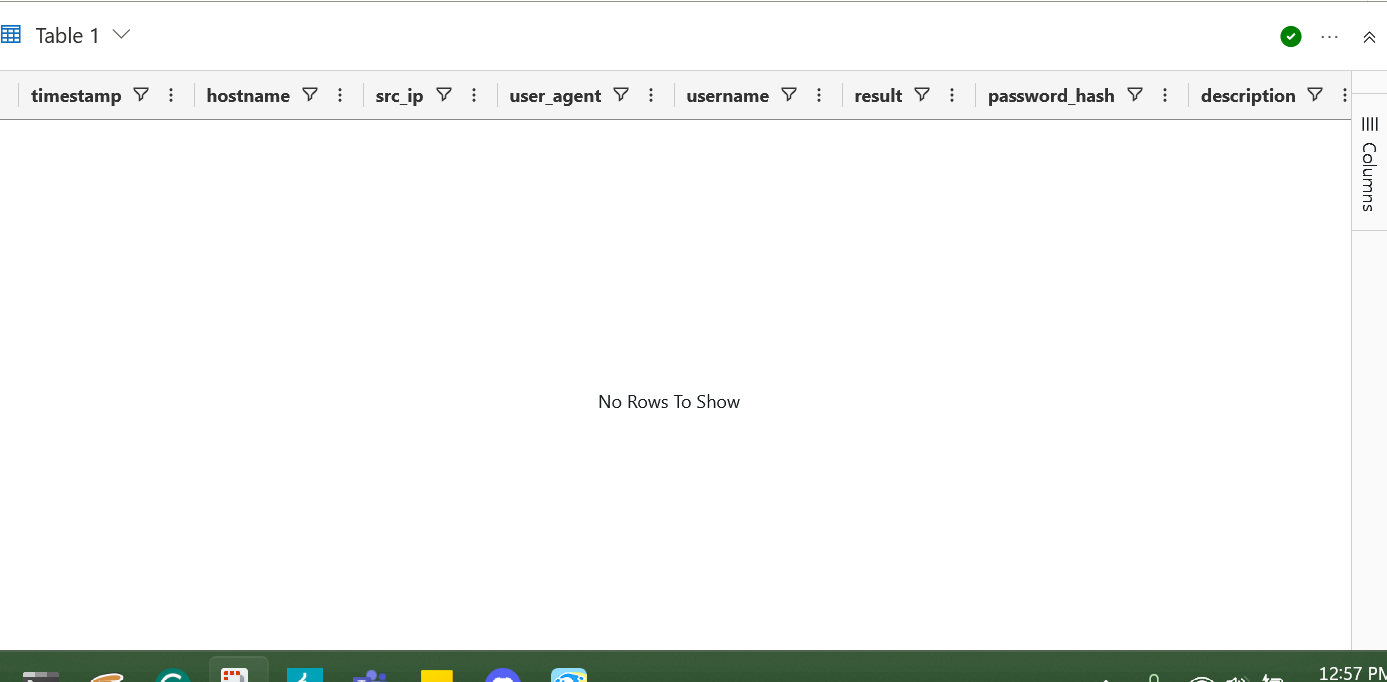 Table 1
timestamp hostname src_ip user_agent username result password_hash description
Columns
No Rows To Show
12:57 PM